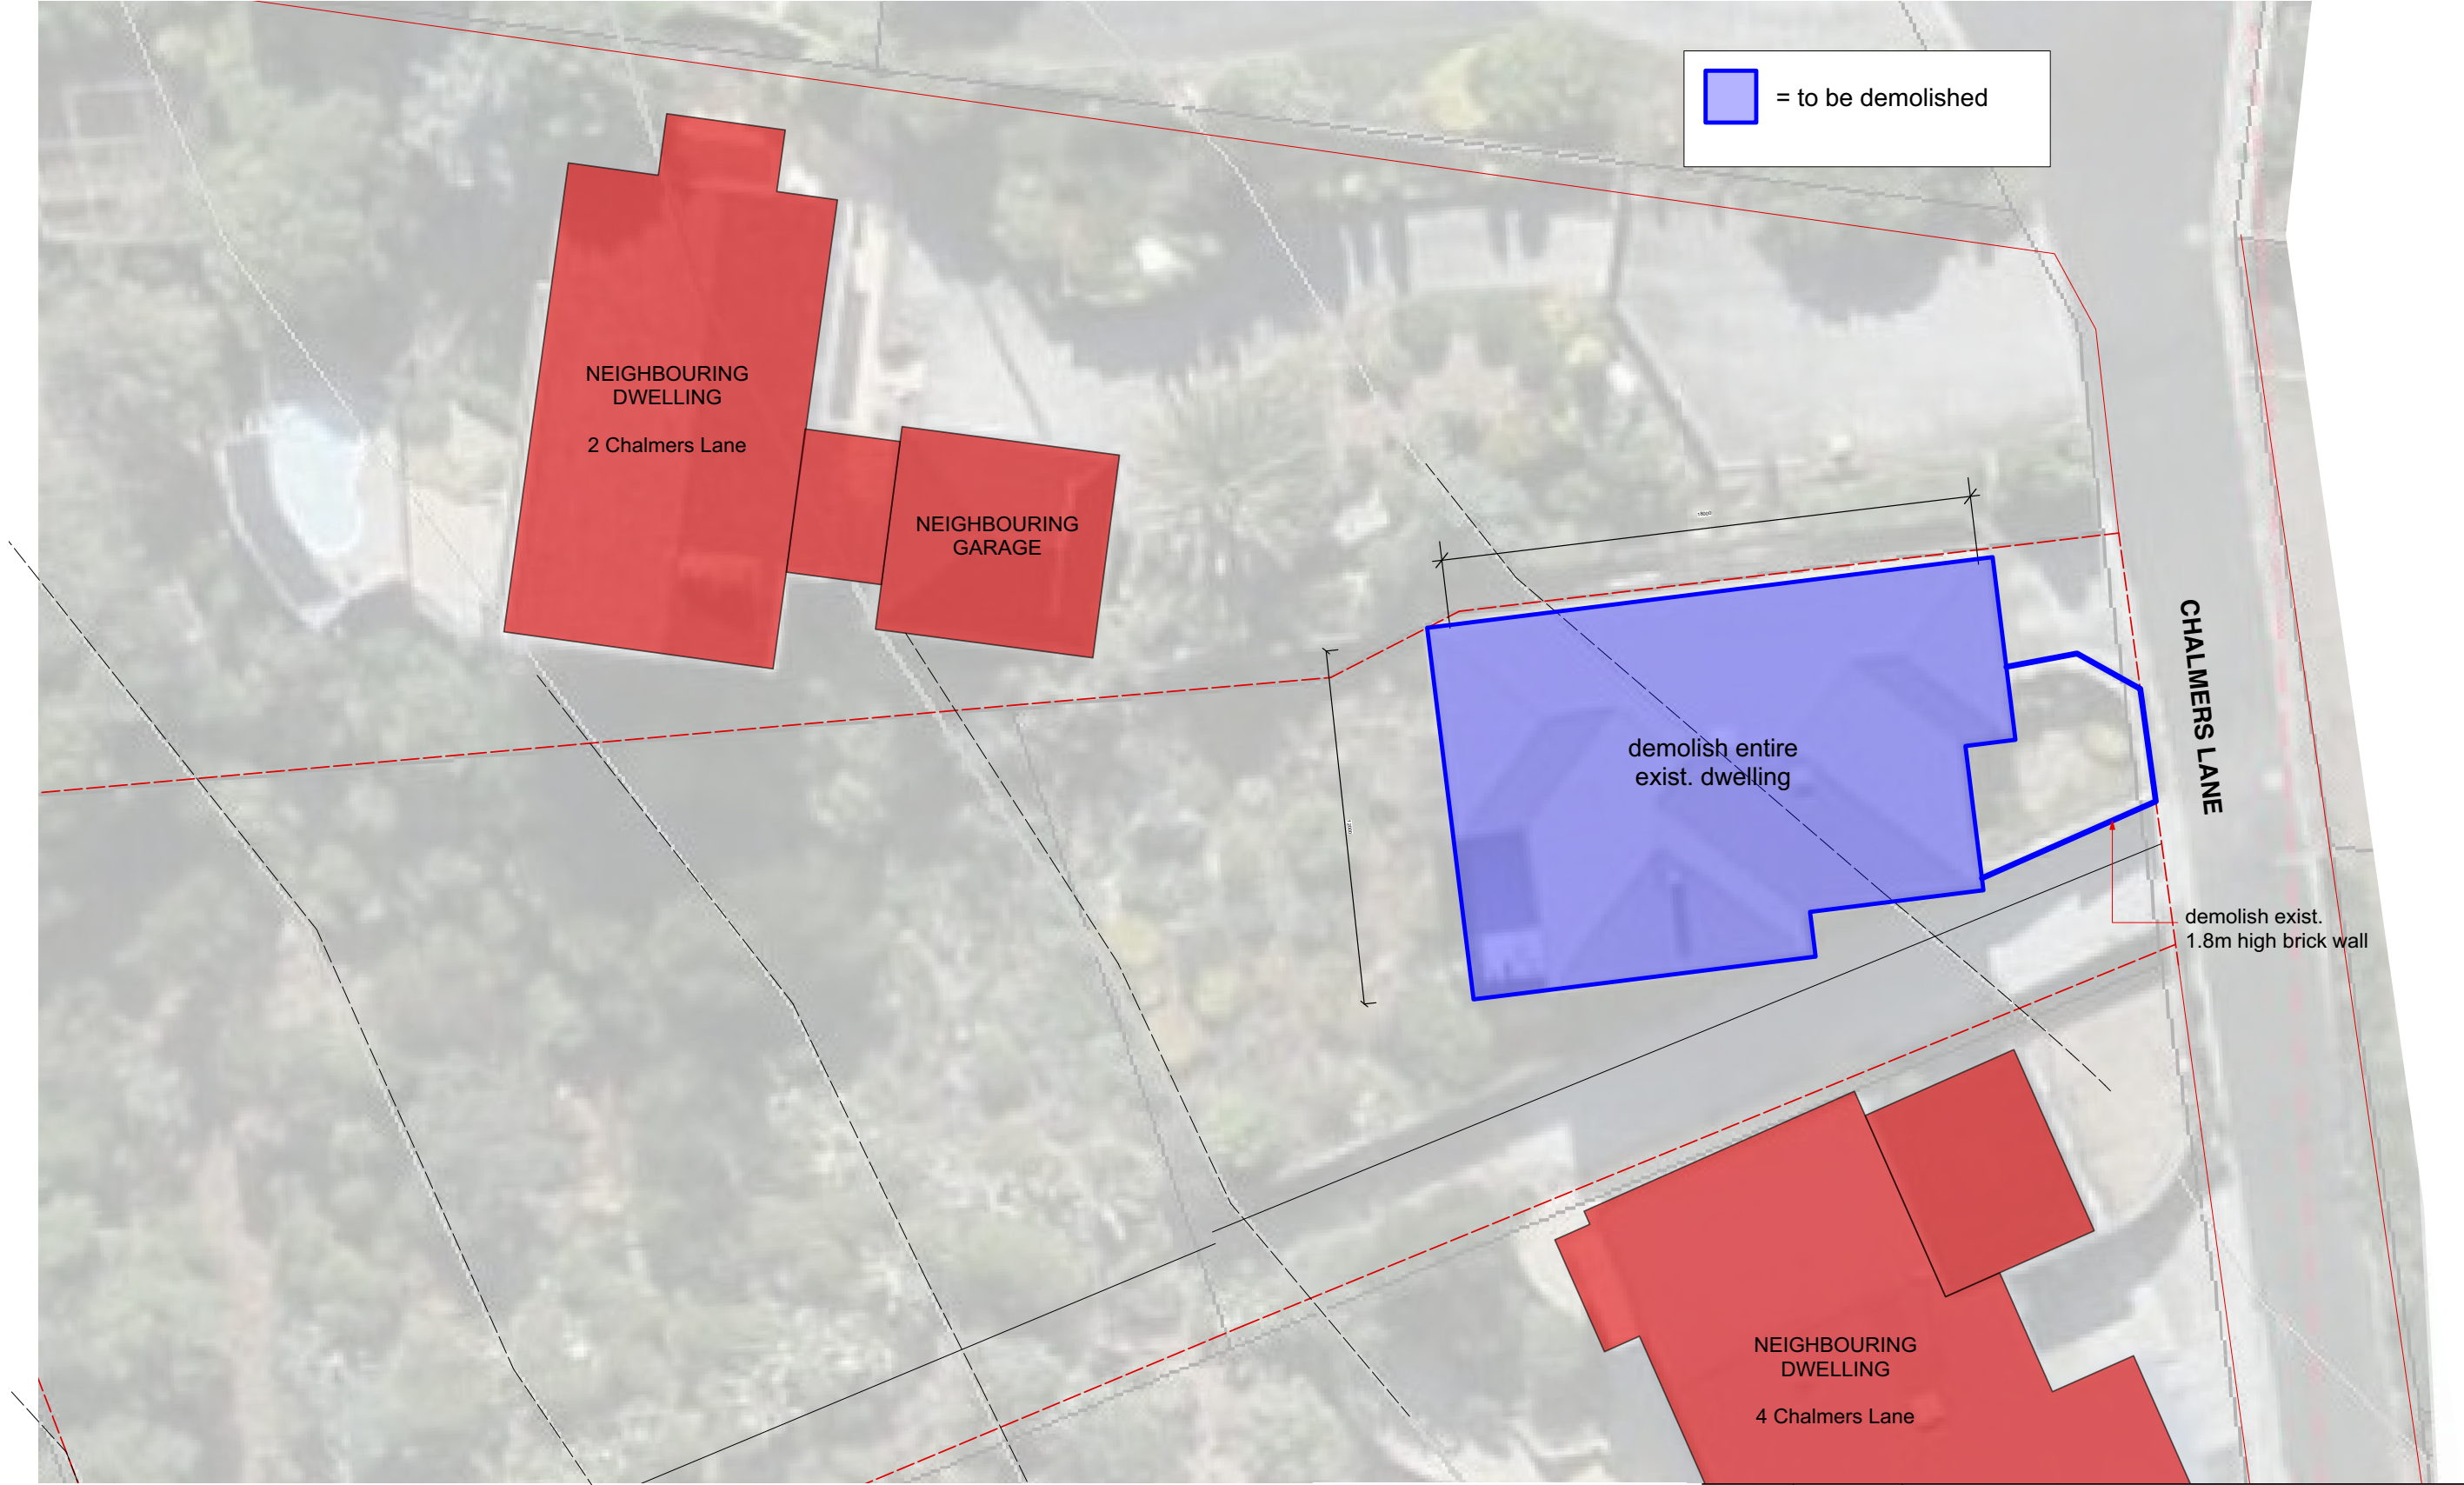 = to be demolished
NEIGHBOURING
DWELLING
2 Chalmers Lane
NEIGHBOURING
GARAGE
CHALMERS LANE
demolish entire
exist. dwelling
demolish exist.
1.8m high brick wall
NEIGHBOURING
DWELLING
4 Chalmers Lane